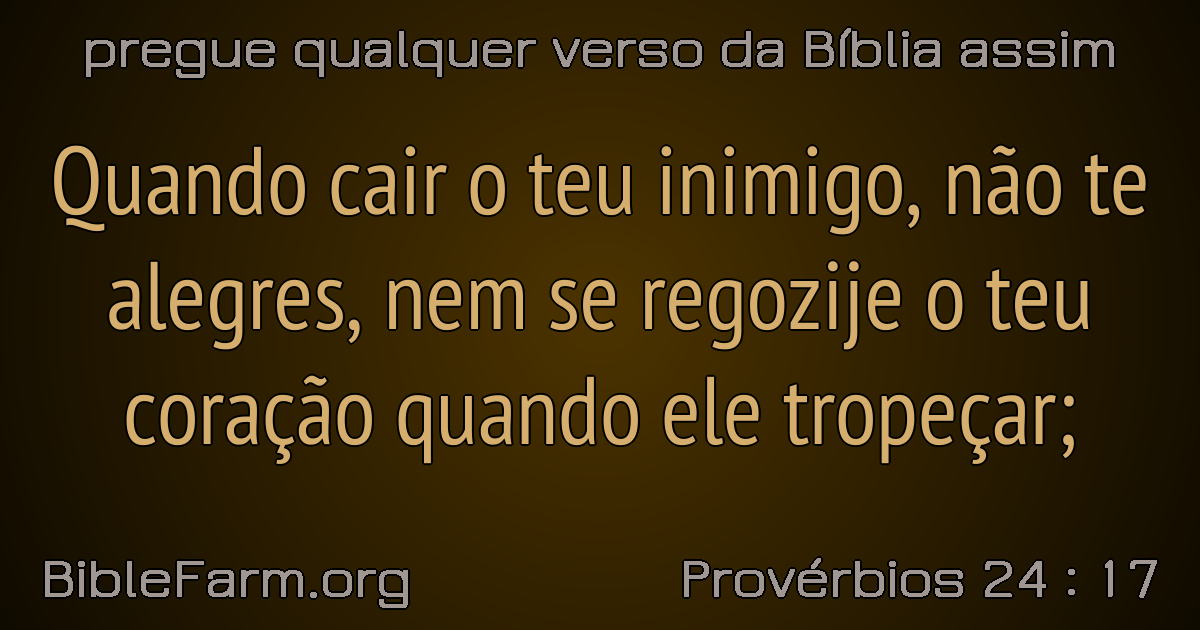 pregue qualquer verso da Bíblia assim
Quando cair o teu inimigo, não te
alegres, nem se regozije o teu
coração quando ele tropeçar;
BibleFarm.org
Provérbios 24 : 17